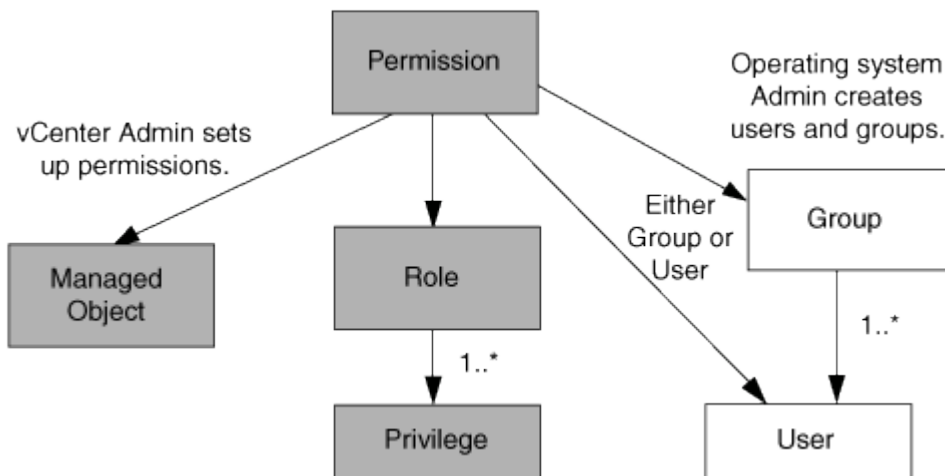 Permission
Operating system
Admin creates
users and groups.
vCenter Admin sets
up permissions.
Group
Either
Group or
User
Managed
Object
Role
1..*
1..*
Privilege
User